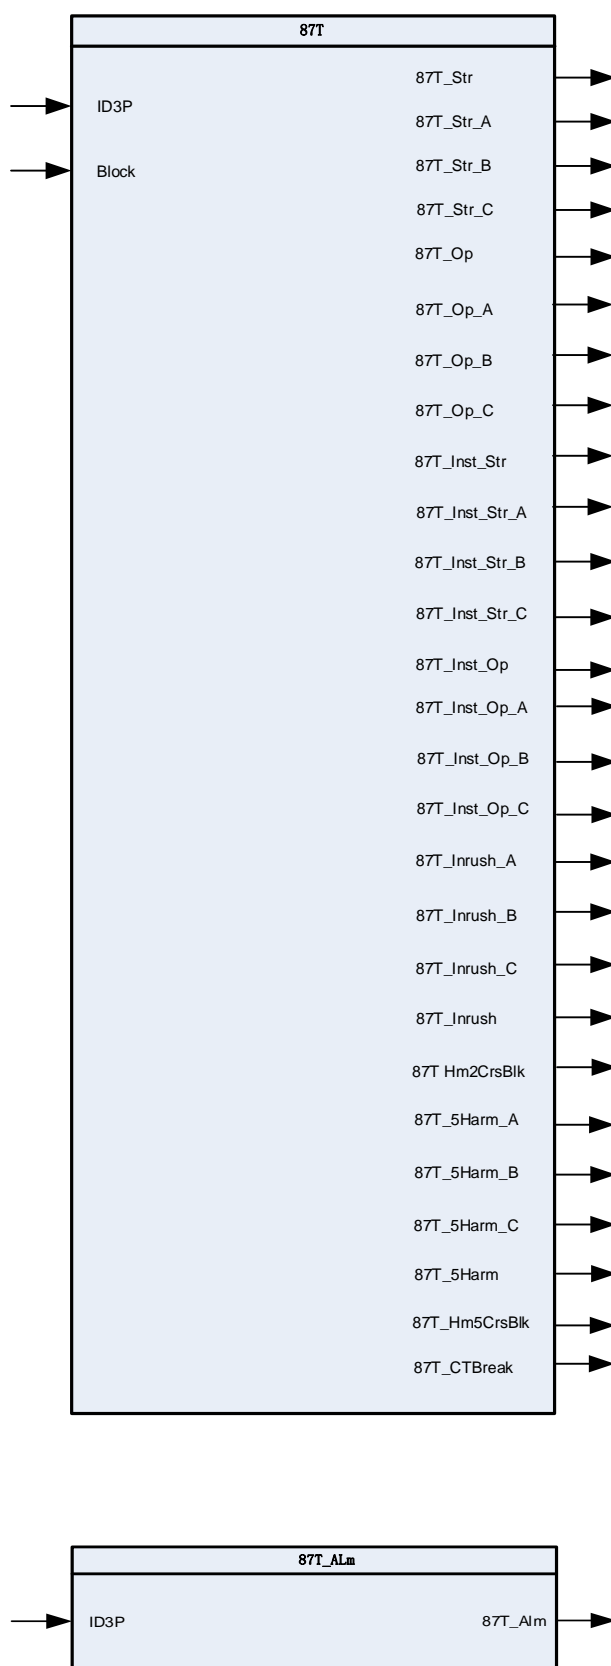 87T
87T_Str
ID3P
87T_Str_A
Block
87T_Str_B
87T_Str_C
87T_Op
87T_Op_A
87T_Op_B
87T_Op_C
87T_Inst_Str
87T_Inst_Str_A
87T_Inst_Str_B
87T_Inst_Str_C
87T_Inst_Op
87T_Inst_Op_A
87T_Inst_Op_B
87T_Inst_Op_C
87T_Inrush_A
87T_Inrush_B
87T_Inrush_C
87T_Inrush
87T Hm2CrsBlk
87T_5Harm_A
87T_5Harm_B
87T_5Harm_C
87T_5Harm
87T_Hm5CrsBlk
87T_CTBreak
87T_ALm
ID3P 87T_Alm